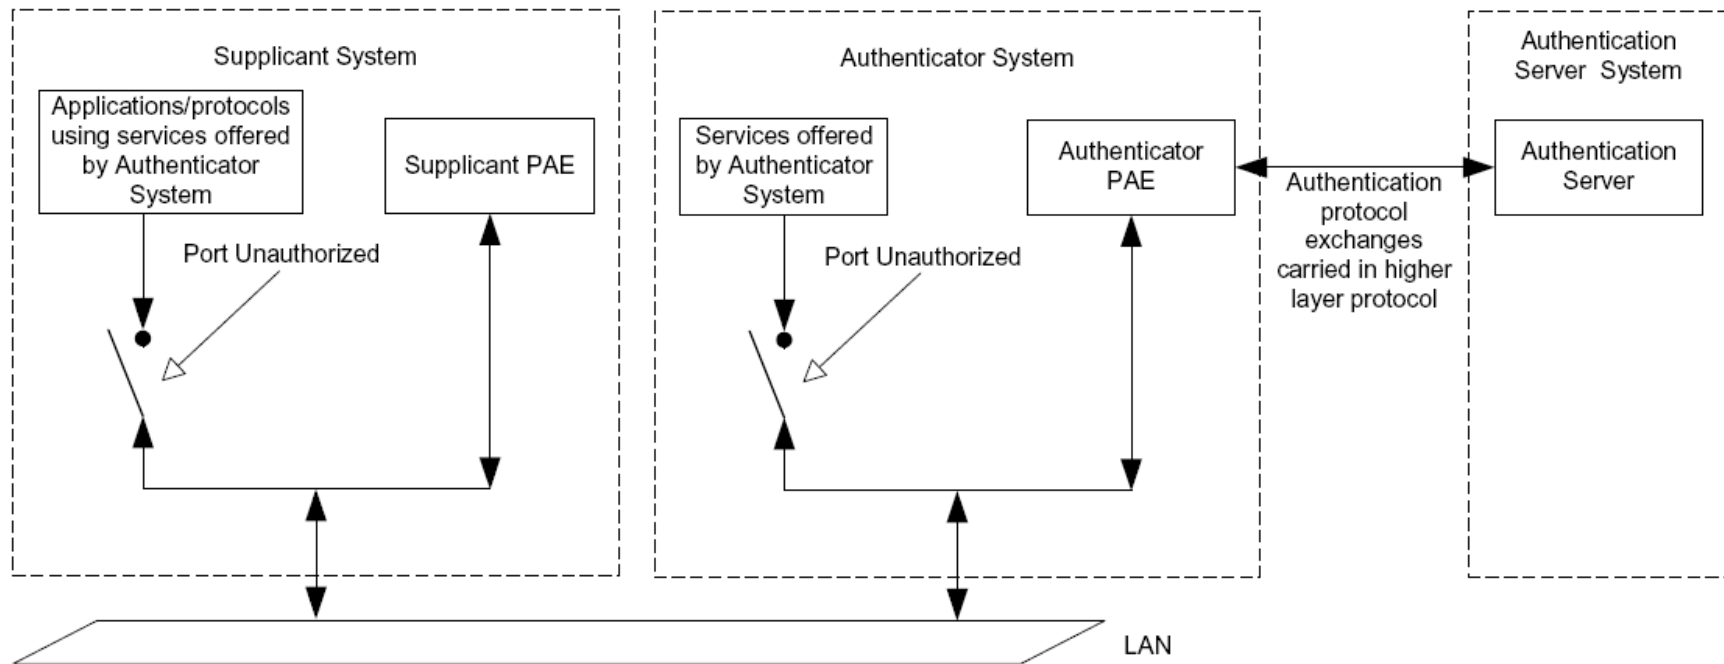 Supplicant System
Applications/protocols
using services offered
by Authenticator
System
Supplicant PAE
Port Unauthorized
Authenticator System
Services offered
by Authenticator
System
Authenticator
PAE
Port Unauthorized
Authentication
protocol
exchanges
carried in higher
layer protocol
Authentication
Server System
Authentication
Server
LAN